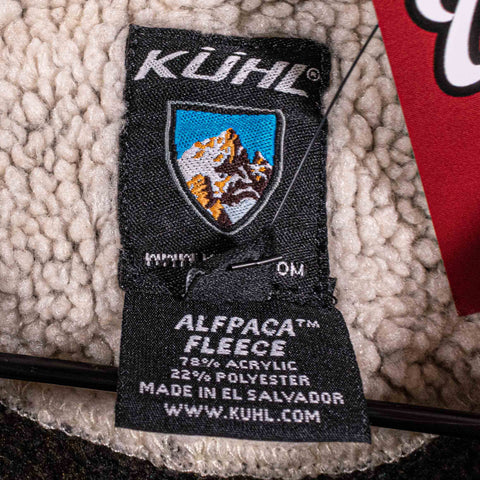 KÜHL®
ALFPACA™
FLEECE
78% ACRYLIC
22% POLYESTER
MADE IN EL SALVADOR
WWW.KUHL.COM